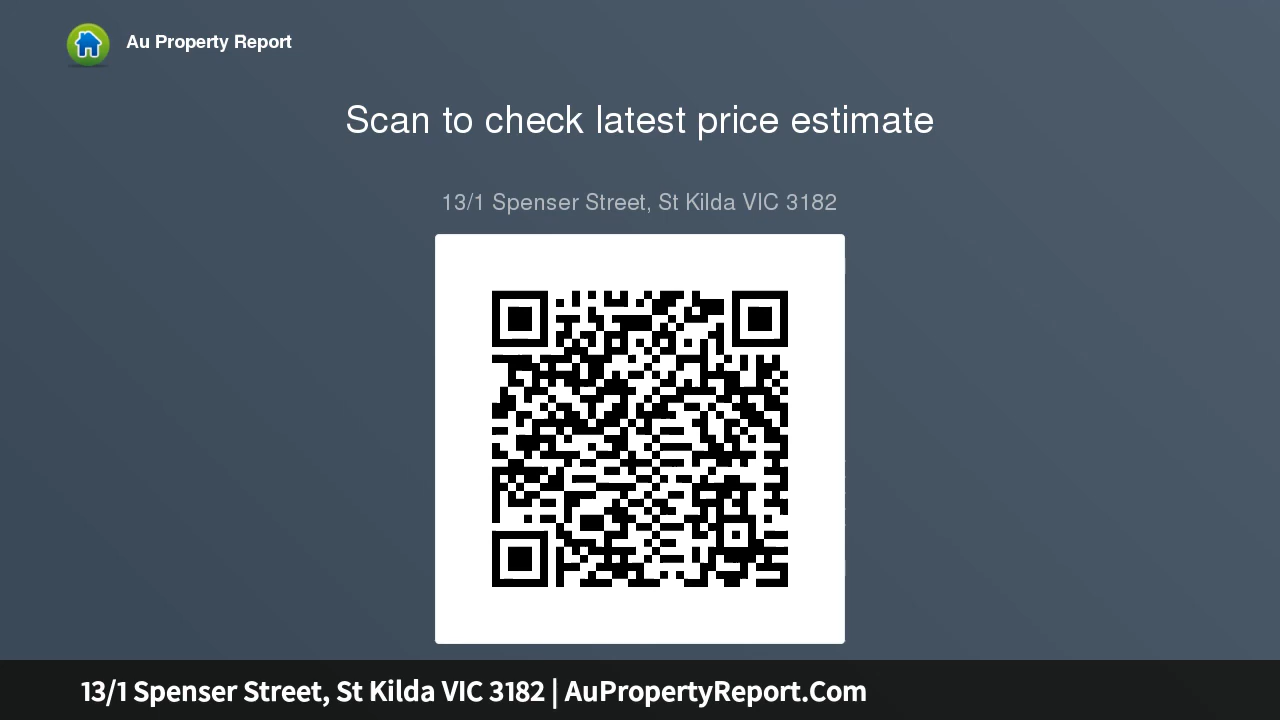 Au Property Report
Scan to check latest price estimate
13/1 Spenser Street, St Kilda VIC 3182
13/1 Spenser Street, St Kilda VIC 3182 | AuPropertyReport.Com